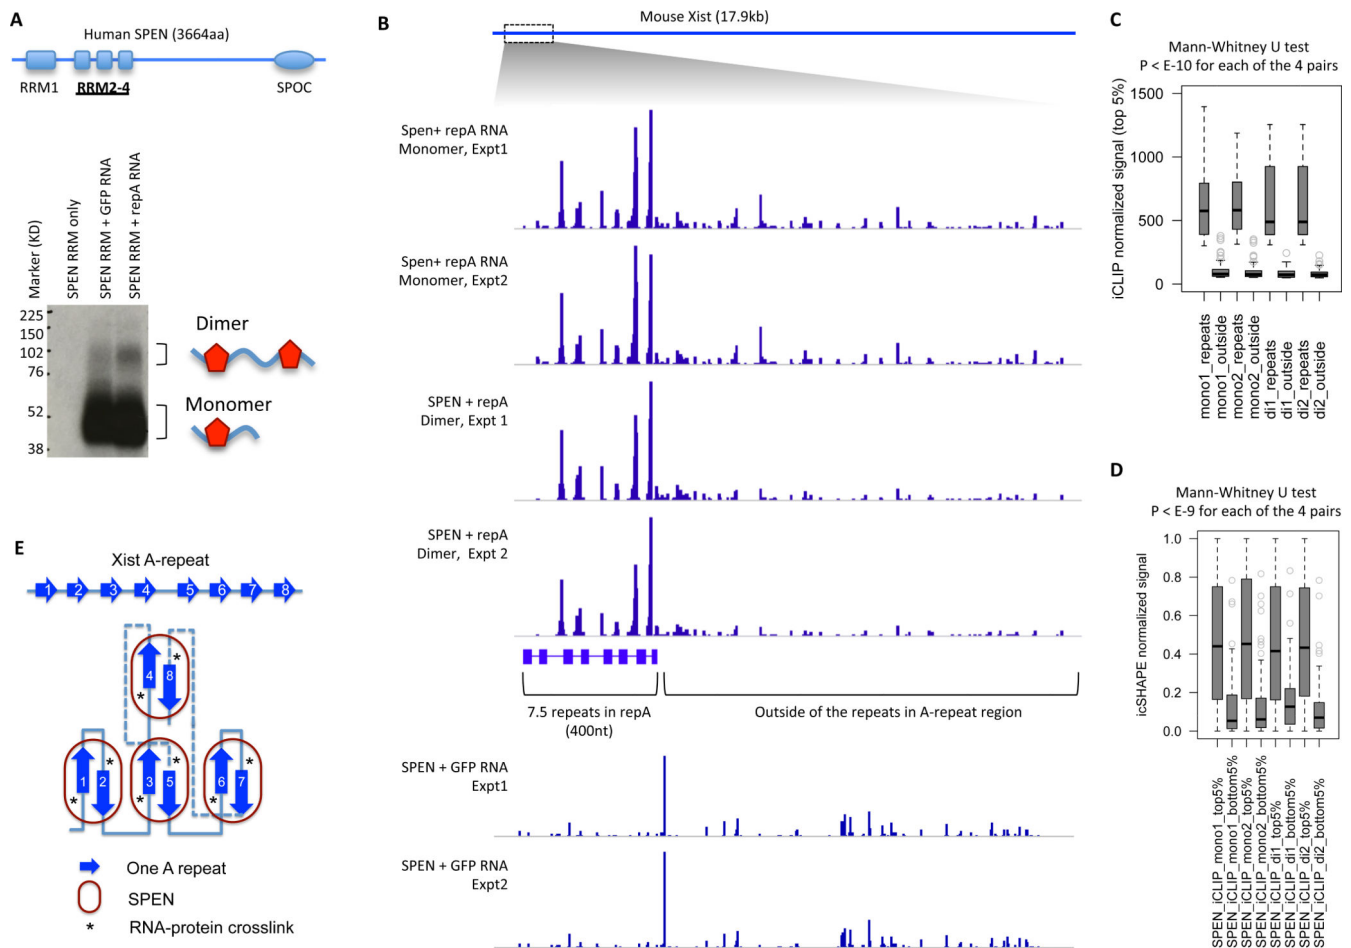 A
Human SPEN (3664aa)
RRM1
RRM2-4
SPOC
Marker (KD)
SPEN RRM only
SPEN RRM + GFP RNA
SPEN RRM + repA RNA
225
150
102
76
52
38
Dimer
Monomer
B
Mouse Xist (17.9kb)
Spen+ repA RNA
Monomer, Expt1
Spen+ repA RNA
Monomer, Expt2
SPEN + repA
Dimer, Expt 1
SPEN + repA
Dimer, Expt 2
7.5 repeats in repA
(400nt)
Outside of the repeats in A-repeat region
SPEN + GFP RNA
Expt1
SPEN + GFP RNA
Expt2
C
Mann-Whitney U test
P < E-10 for each of the 4 pairs
iCLIP normalized signal (top 5%)
1500
1000
500
0
mono1_repeats
mono1_outside
mono2_repeats
mono2_outside
di1_repeats
di1_outside
di2_repeats
di2_outside
D
Mann-Whitney U test
P < E-9 for each of the 4 pairs
icSHAPE normalized signal
1.0
0.8
0.6
0.4
0.2
0.0
SPEN_iCLIP_mono1_top5%
SPEN_iCLIP_mono1_bottom5%
SPEN_iCLIP_mono2_top5%
SPEN_iCLIP_mono2_bottom5%
SPEN_iCLIP_di1_top5%
SPEN_iCLIP_di1_bottom5%
SPEN_iCLIP_di2_top5%
SPEN_iCLIP_di2_bottom5%
E
Xist A-repeat
1 2 3 4 5 6 7 8
4 8
*
*
1 2
*
*
3 5
*
*
6 7
*
*
One A repeat
SPEN
* RNA-protein crosslink